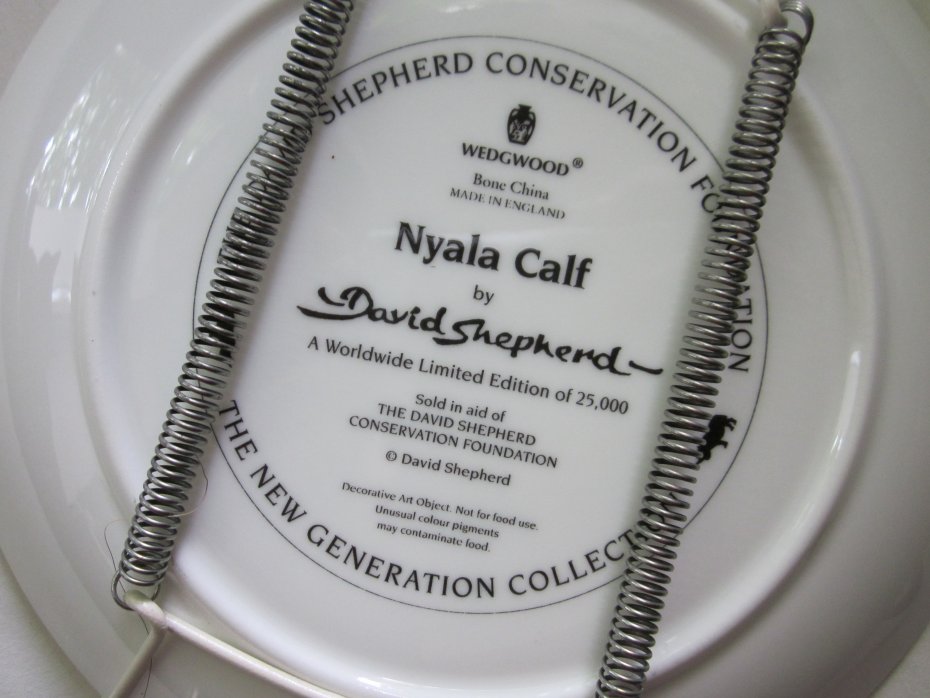 SHEPHERD CONSERVATION FOUNDATION
WEDGWOOD®
Bone China
MADE IN ENGLAND
Nyala Calf
by
David Shepherd
A Worldwide Limited Edition of 25,000
Sold in aid of
THE DAVID SHEPHERD
CONSERVATION FOUNDATION
© David Shepherd
Decorative Art Object. Not for food use.
Unusual colour pigments
may contaminate food.
THE NEW GENERATION COLLECT